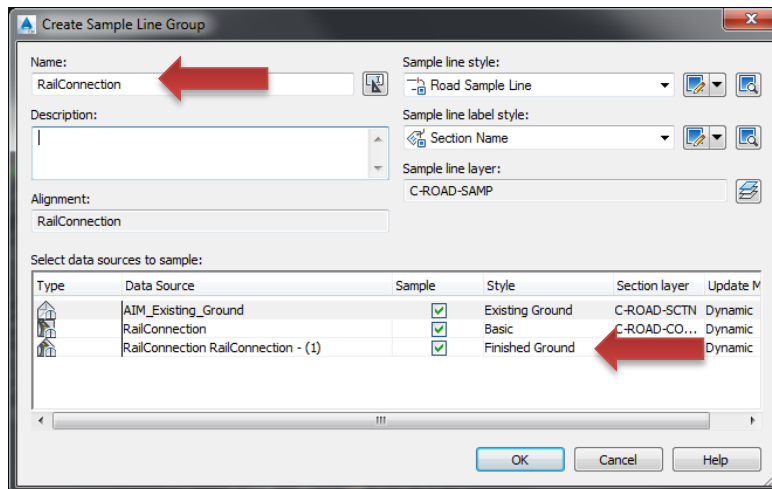 Create Sample Line Group
Name:
RailConnection
Description:
Alignment:
RailConnection
Sample line style:
Road Sample Line
Sample line label style:
Section Name
Sample line layer:
C-ROAD-SAMP
Select data sources to sample:
Type Data Source Sample Style Section layer Update M
AIM_Existing_Ground Existing Ground C-ROAD-SCTN Dynamic
RailConnection Basic C-ROAD-CO... Dynamic
RailConnection RailConnection - (1) Finished Ground Dynamic
OK Cancel Help